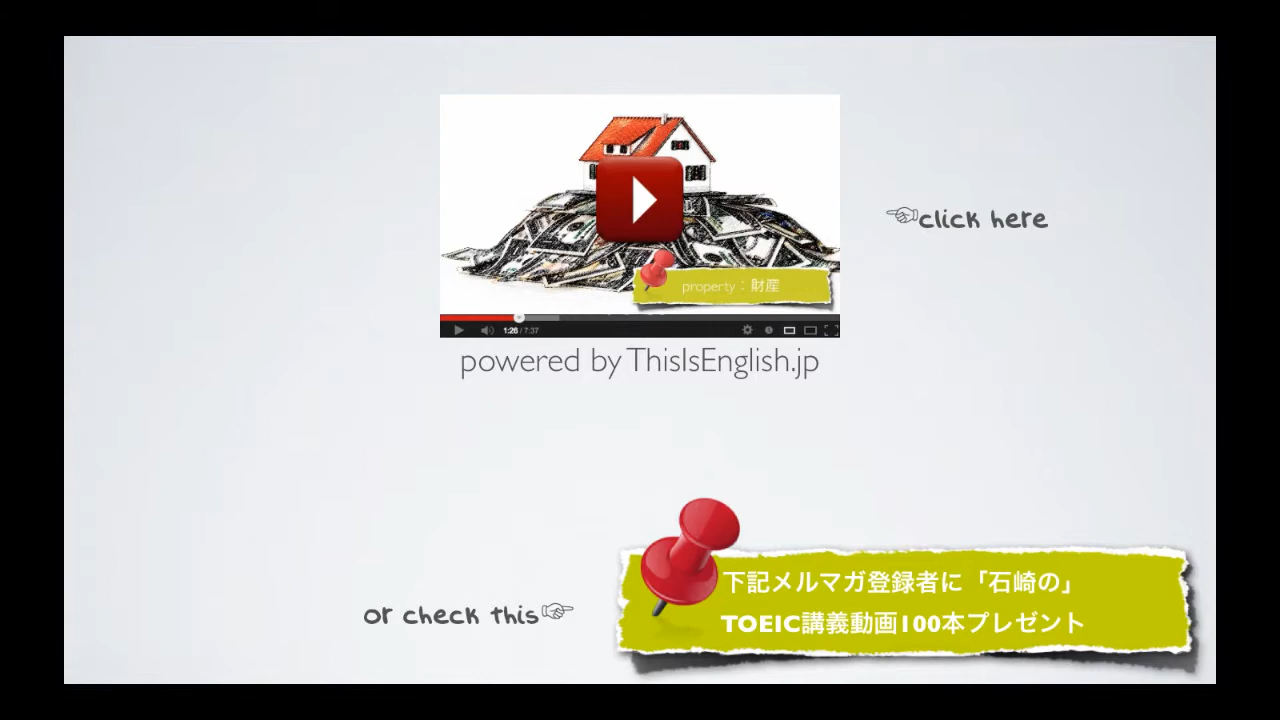 property：財産
1:26 / 7:37
☜click here
powered by ThisIsEnglish.jp
or check this☞
下記メルマガ登録者に「石崎の」
TOEIC講義動画100本プレゼント